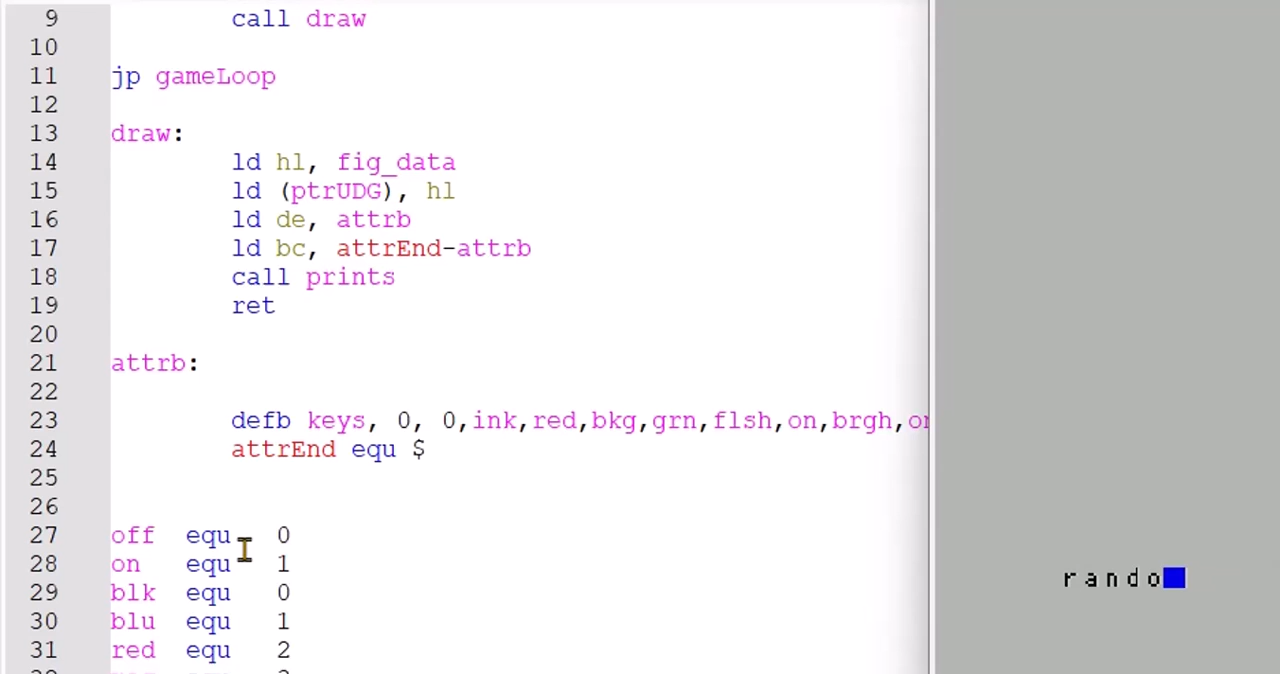 9 call draw
10
11 jp gameLoop
12
13 draw:
14 ld hl, fig_data
15 ld (ptrUDG), hl
16 ld de, attrb
17 ld bc, attrEnd-attrb
18 call prints
19 ret
20
21 attrb:
22
23 defb keys, 0, 0,ink,red,bkg,grn,flsh,on,brgh,
24 attrEnd equ $
25
26
27 off equ 0
28 on equ 1
29 blk equ 0
30 blu equ 1
31 red equ 2
rando